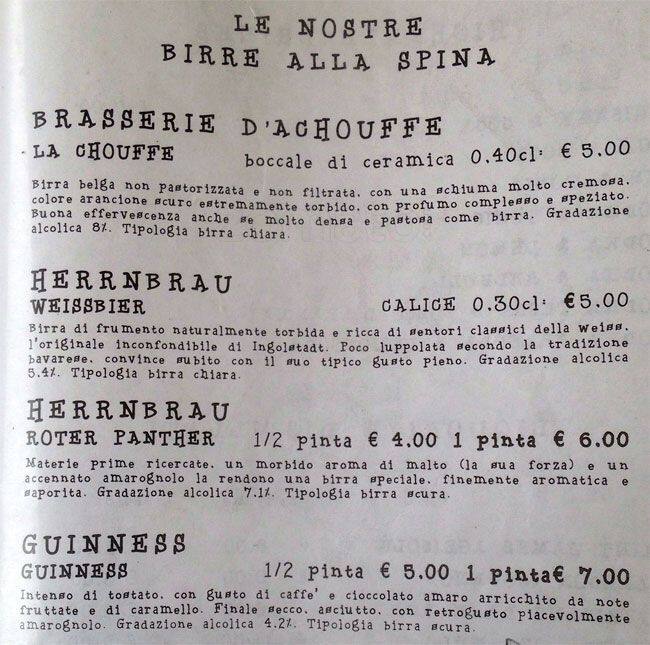 LE NOSTRE
BIRRE ALLA SPINA
BRASSERIE D'ACHOUFFE
LA CHOUFFE boccale di ceramica 0.40cl: € 5.00
Birra belga non pastorizzata e non filtrata, con una schiuma molto cremosa,
colore arancione scuro estremamente torbido, con profumo complesso e speziato.
Buona effervescenza anche se molto densa e pastosa come birra. Gradazione
alcolica 8%. Tipologia birra chiara.
HERRNBRAU
WEISSBIER CALICE 0.30cl: €5.00
Birra di frumento naturalmente torbida e ricca di sentori classici della weiss,
l'originale inconfondibile di Ingolstadt. Poco luppolata secondo la tradizione
bavarese, convince subito con il suo tipico gusto pieno. Gradazione alcolica
5.4%. Tipologia birra chiara.
HERRNBRAU
ROTER PANTHER 1/2 pinta € 4.00 1 pinta € 6.00
Materie prime ricercate, un morbido aroma di malto (la sua forza) e un
accennato amarognolo la rendono una birra speciale, finemente aromatica e
saporita. Gradazione alcolica 7.1%. Tipologia birra scura.
GUINNESS
GUINNESS 1/2 pinta € 5.00 1 pinta€ 7.00
Intenso di tostato, con gusto di caffe' e cioccolato amaro arricchito da note
fruttate e di caramello. Finale secco, asciutto, con retrogusto piacevolmente
amarognolo. Gradazione alcolica 4.2%. Tipologia birra scura.